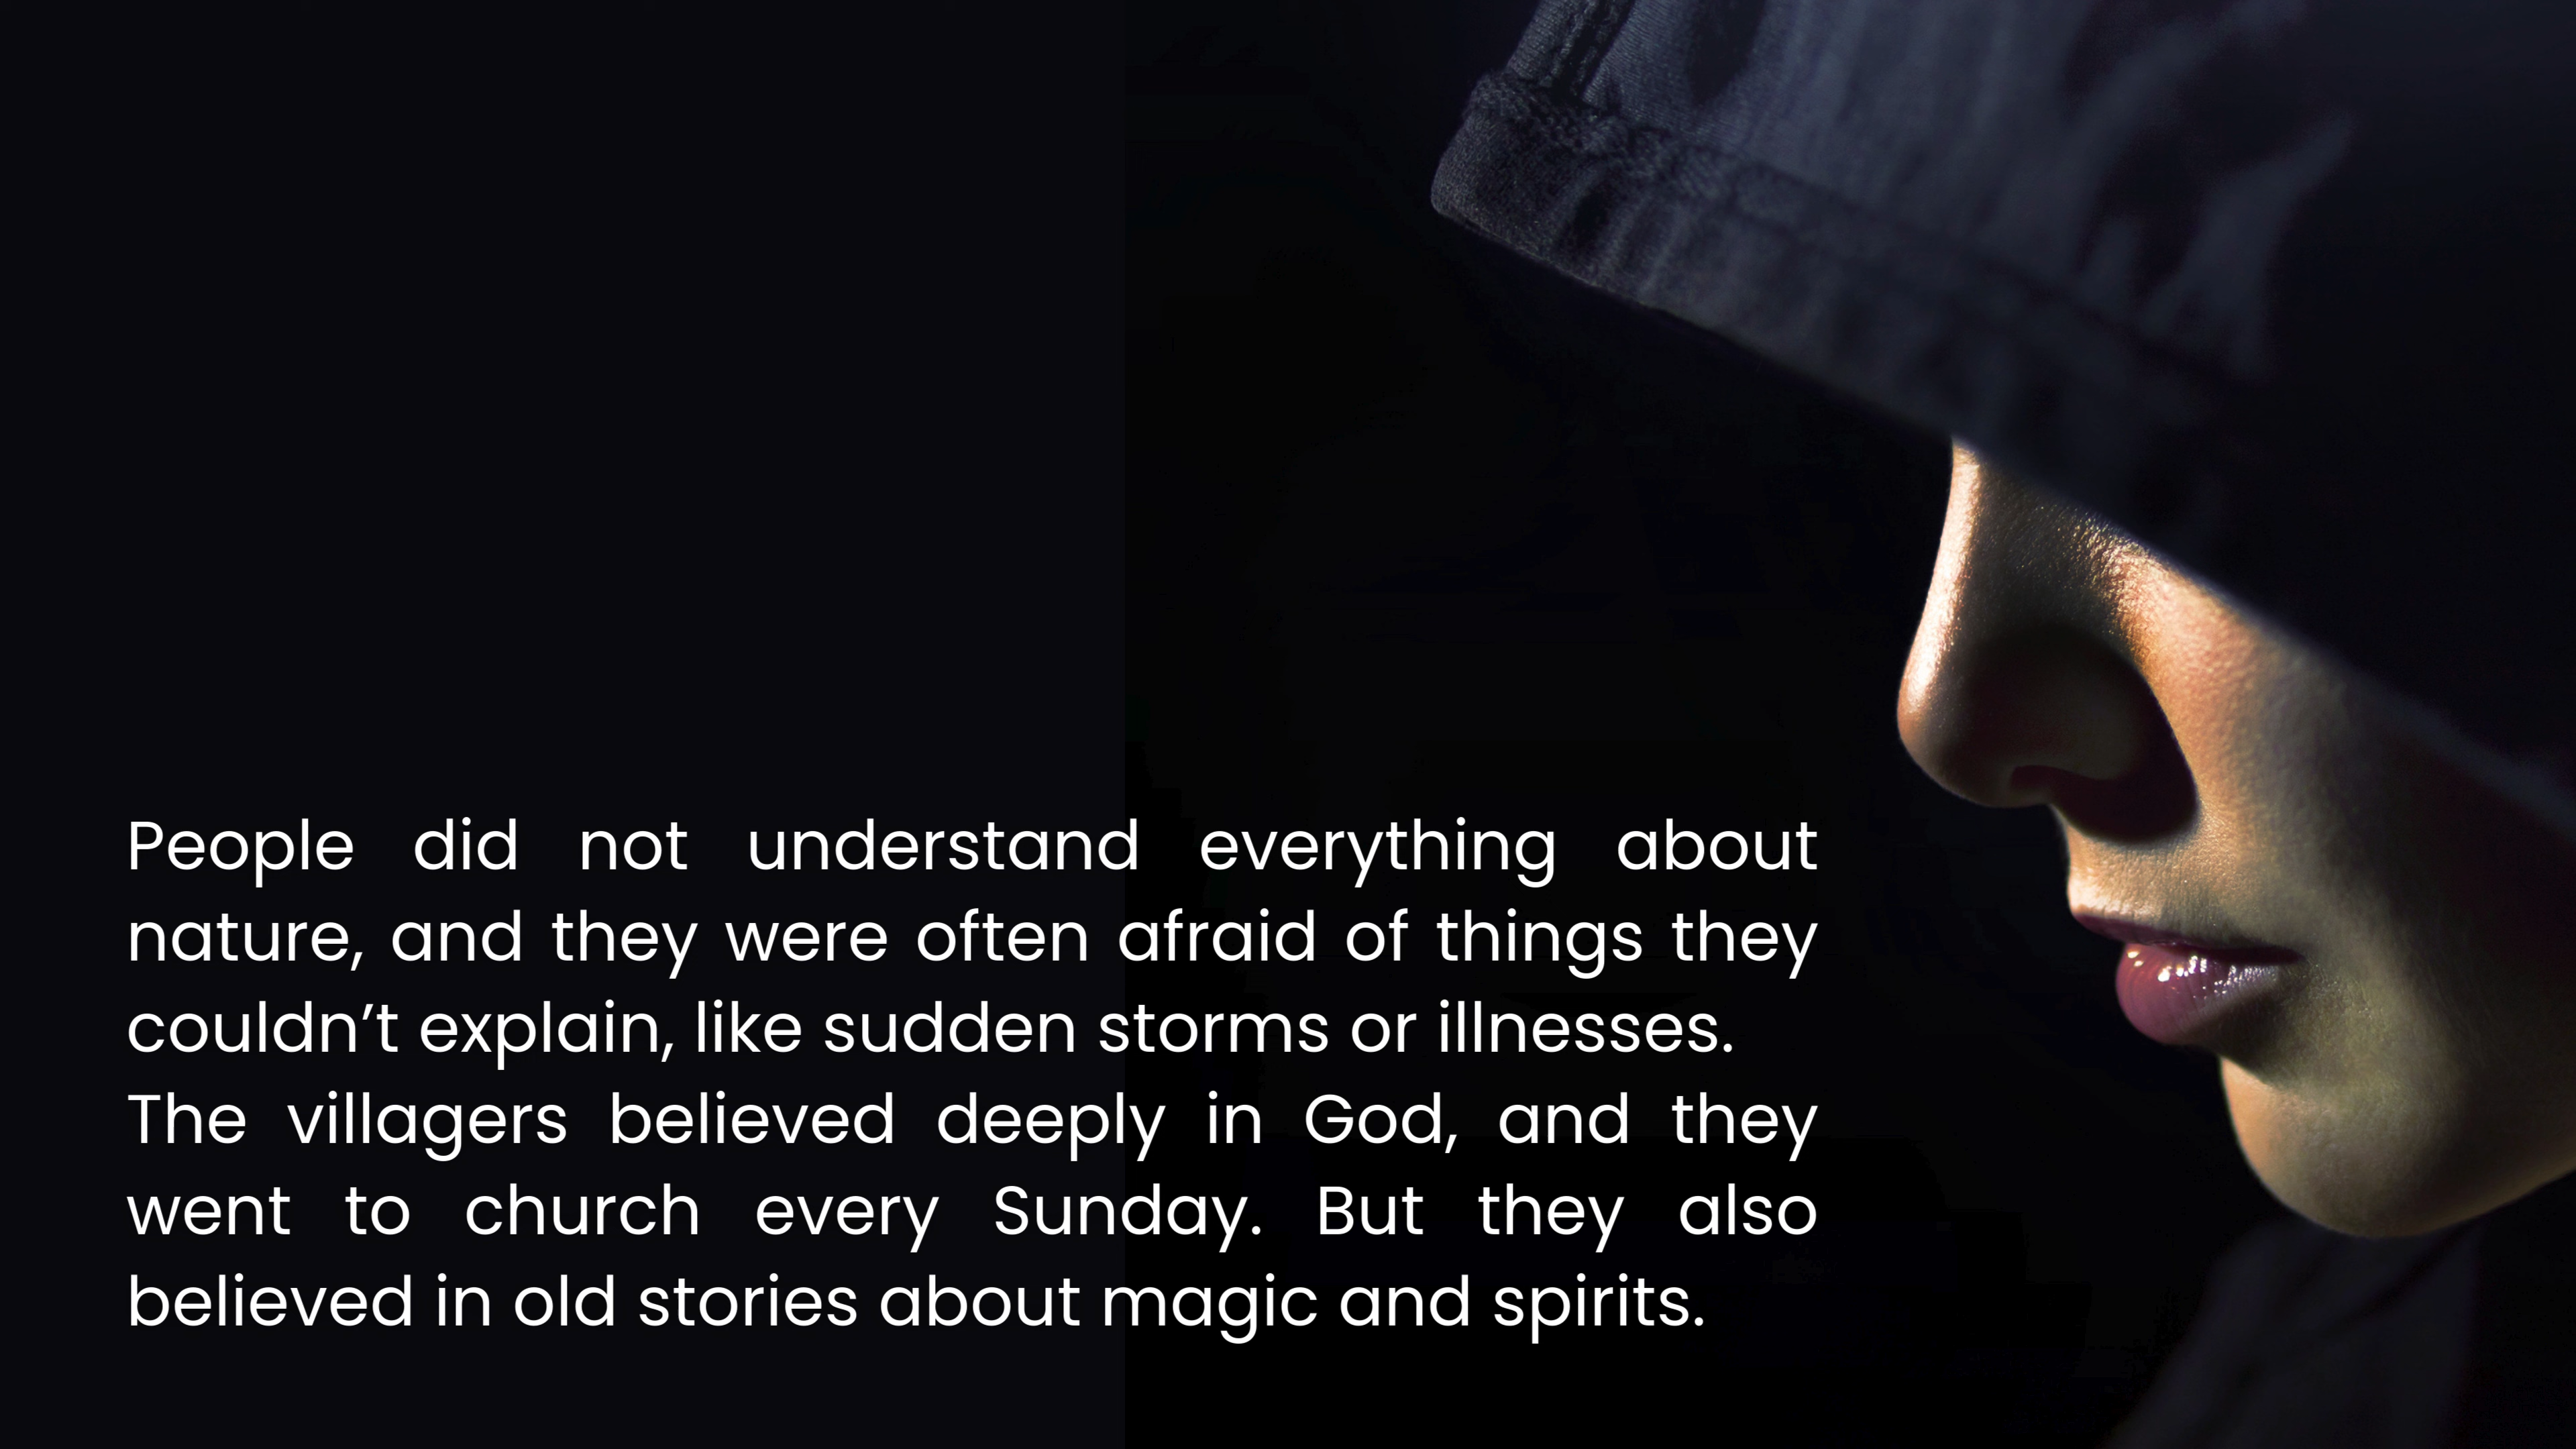 People did not understand everything about
nature, and they were often afraid of things they
couldn’t explain, like sudden storms or illnesses.
The villagers believed deeply in God, and they
went to church every Sunday. But they also
believed in old stories about magic and spirits.